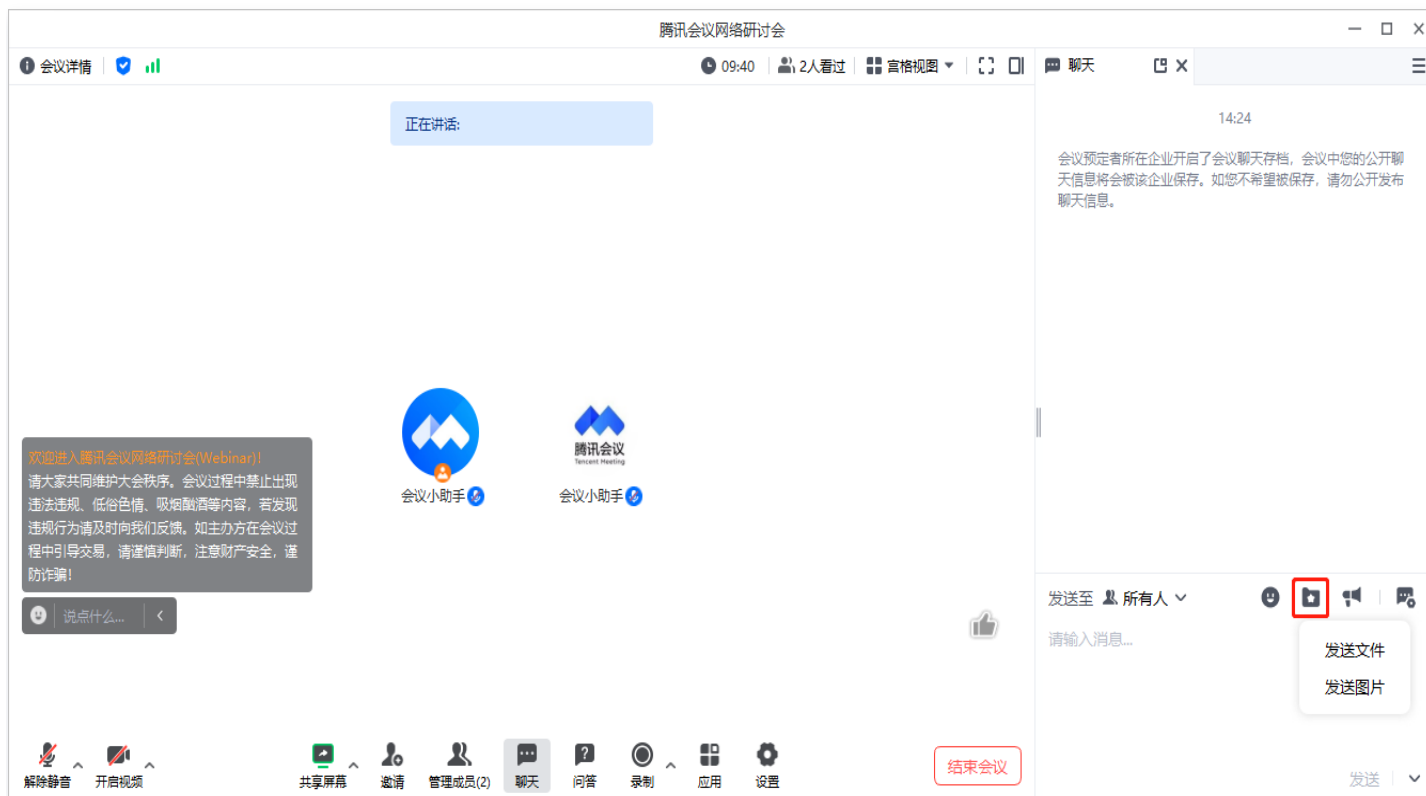 腾讯会议网络研讨会
会议详情
09:40
2人看过
宫格视图
聊天
正在讲话:
14:24
会议预定者所在企业开启了会议聊天存档，会议中您的公开聊
天信息将会被该企业保存。如您不希望被保存，请勿公开发布
聊天信息。
腾讯会议
Tencent Meeting
会议小助手
会议小助手
欢迎进入腾讯会议网络研讨会(Webinar)！
请大家共同维护大会秩序。会议过程中禁止出现
违法违规、低俗色情、吸烟酗酒等内容，若发现
违规行为请及时向我们反馈。如主办方在会议过
程中引导交易，请谨慎判断，注意财产安全，谨
防诈骗！
说点什么...
发送至 所有人
请输入消息...
发送文件
发送图片
解除静音
开启视频
共享屏幕
邀请
管理成员(2)
聊天
问答
录制
应用
设置
结束会议
发送